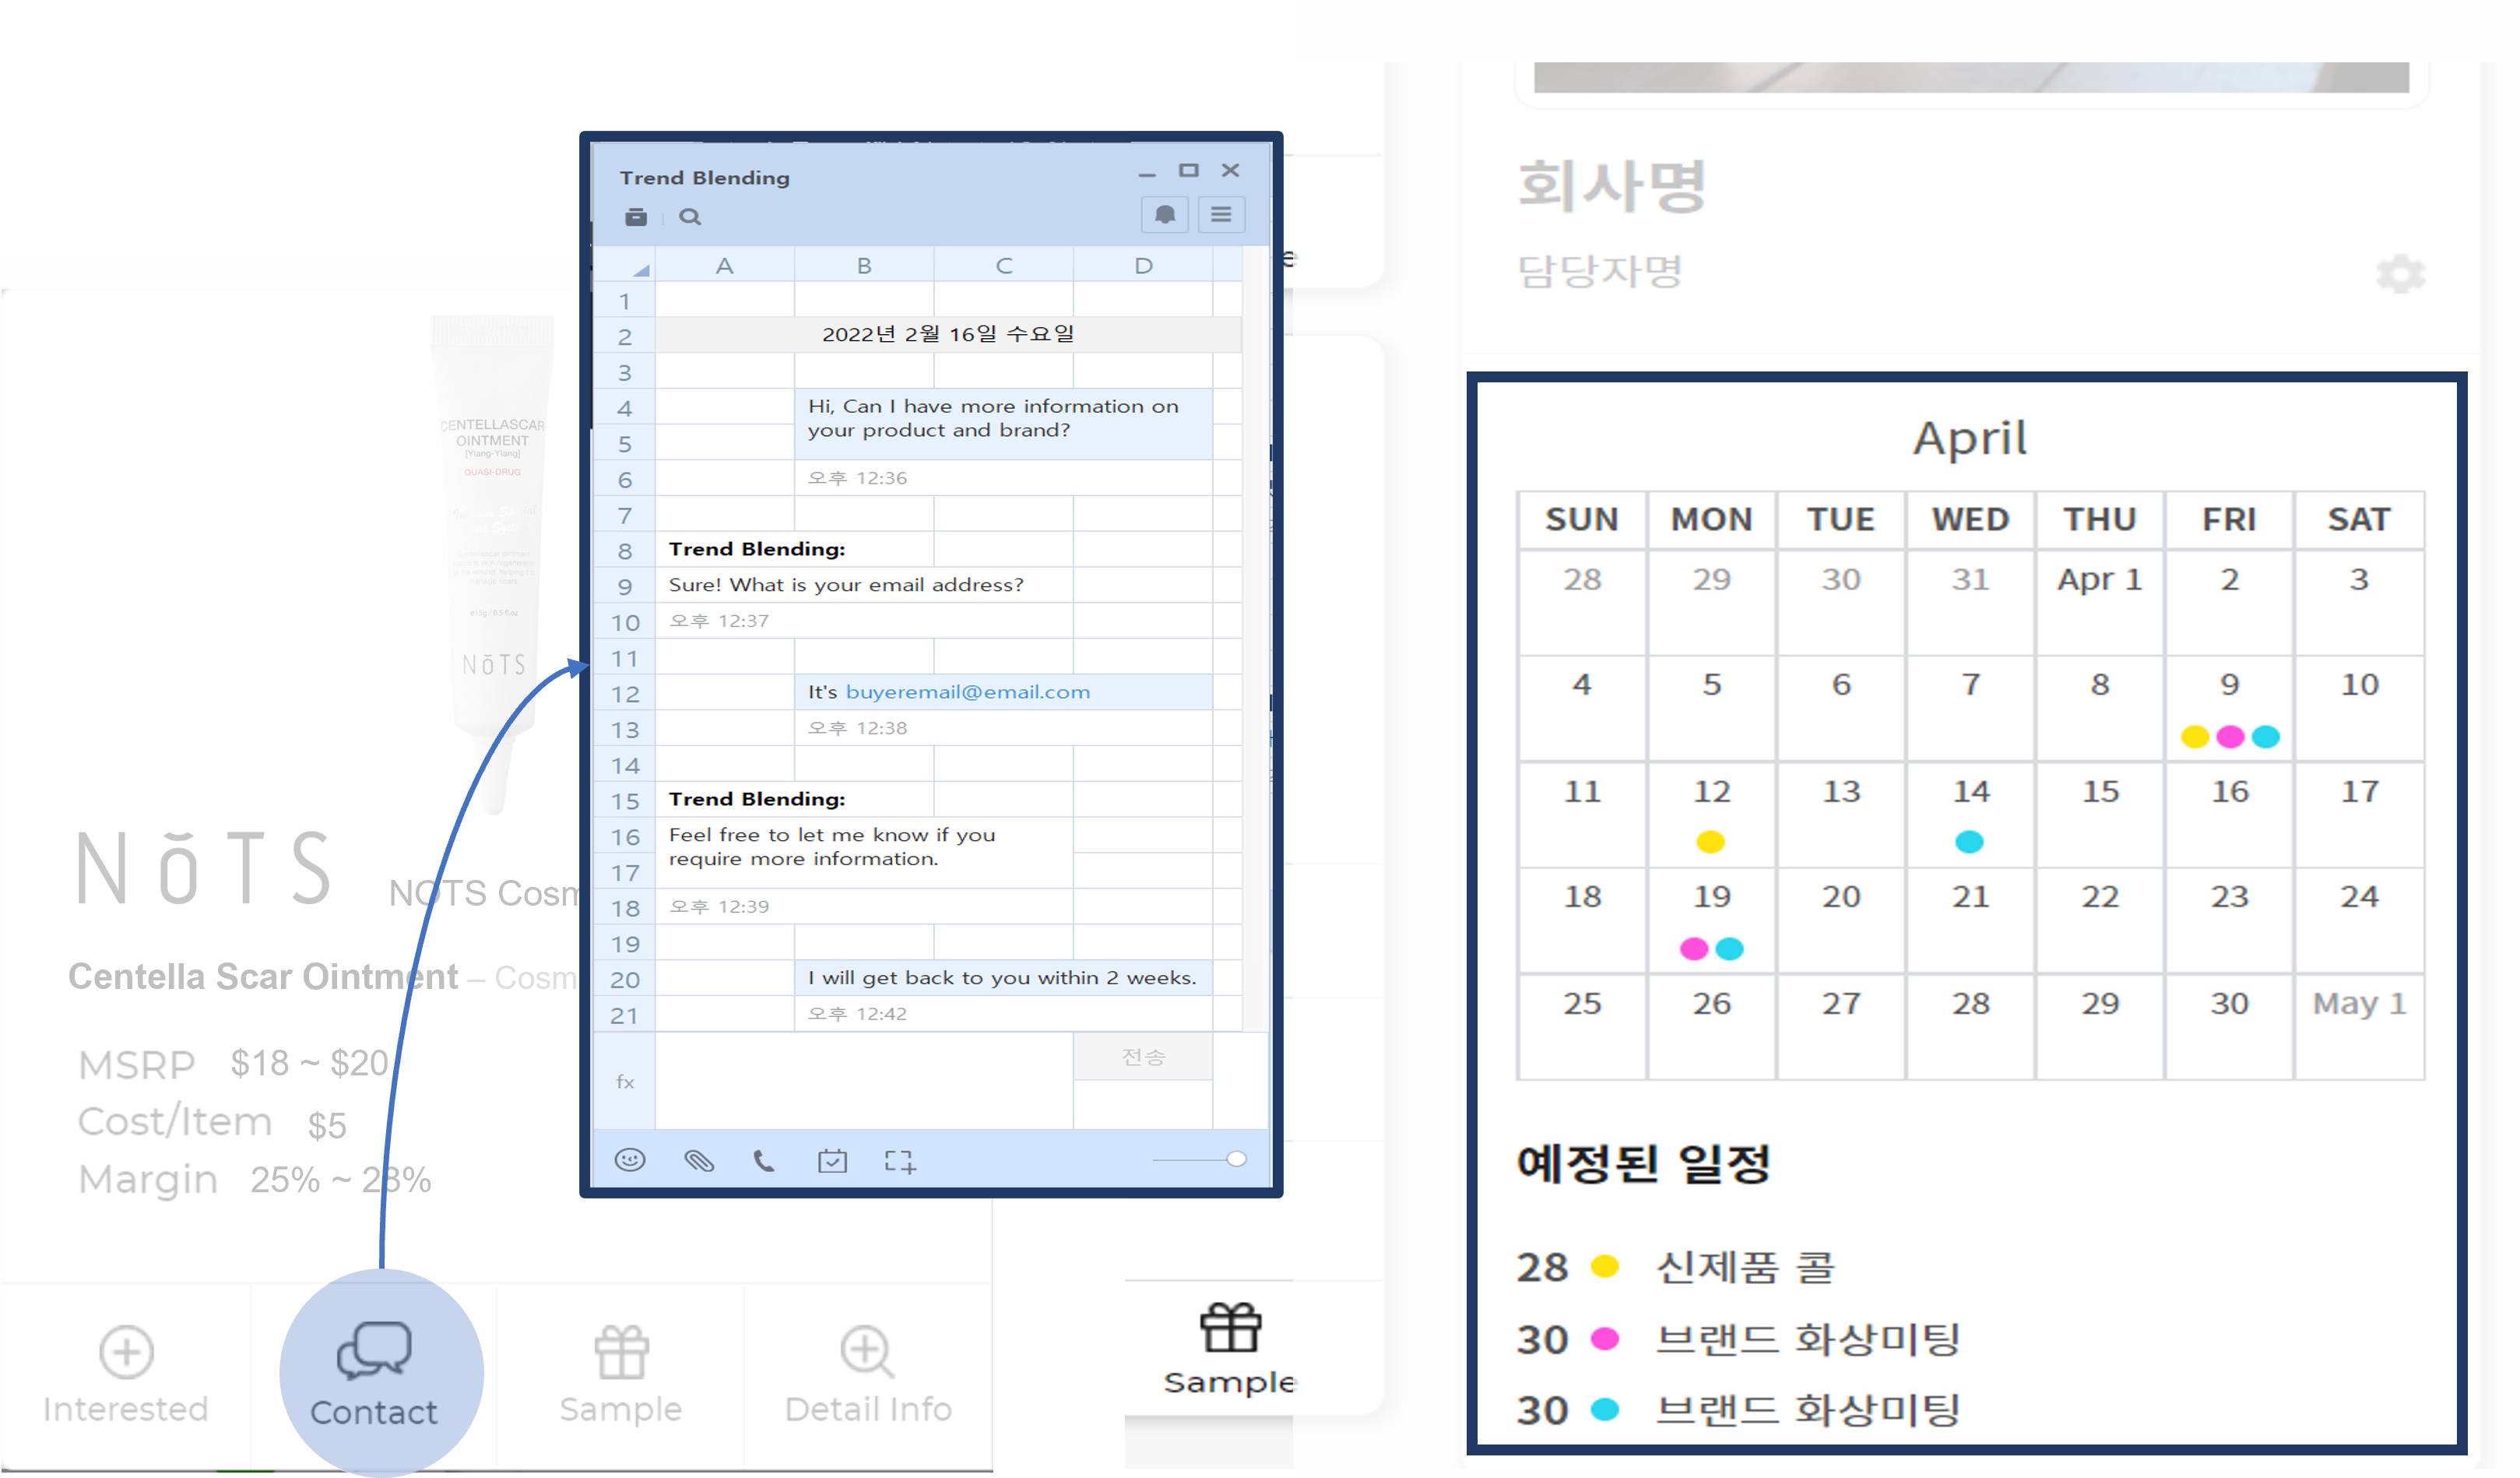 CENTELLASCAR
OINTMENT
[Ylang-Ylang]
QUASI-DRUG
NōTS
NŏTS
NOTS Cosm
Centella Scar Ointment – Cosm
MSRP $18 ~ $20
Cost/Item $5
Margin 25% ~ 28%
Interested
Contact
Sample
Detail Info
Trend Blending
A B C D
1
2 2022년 2월 16일 수요일
3
4 Hi, Can I have more information on
5 your product and brand?
6 오후 12:36
7
8 Trend Blending:
9 Sure! What is your email address?
10 오후 12:37
11
12 It's buyeremail@email.com
13 오후 12:38
14
15 Trend Blending:
16 Feel free to let me know if you
17 require more information.
18 오후 12:39
19
20 I will get back to you within 2 weeks.
21 오후 12:42
전송
fx
e
Sample
회사명
담당자명
April
SUN MON TUE WED THU FRI SAT
28 29 30 31 Apr 1 2 3
4 5 6 7 8 9 10
11 12 13 14 15 16 17
18 19 20 21 22 23 24
25 26 27 28 29 30 May 1
예정된 일정
28 신제품 콜
30 브랜드 화상미팅
30 브랜드 화상미팅